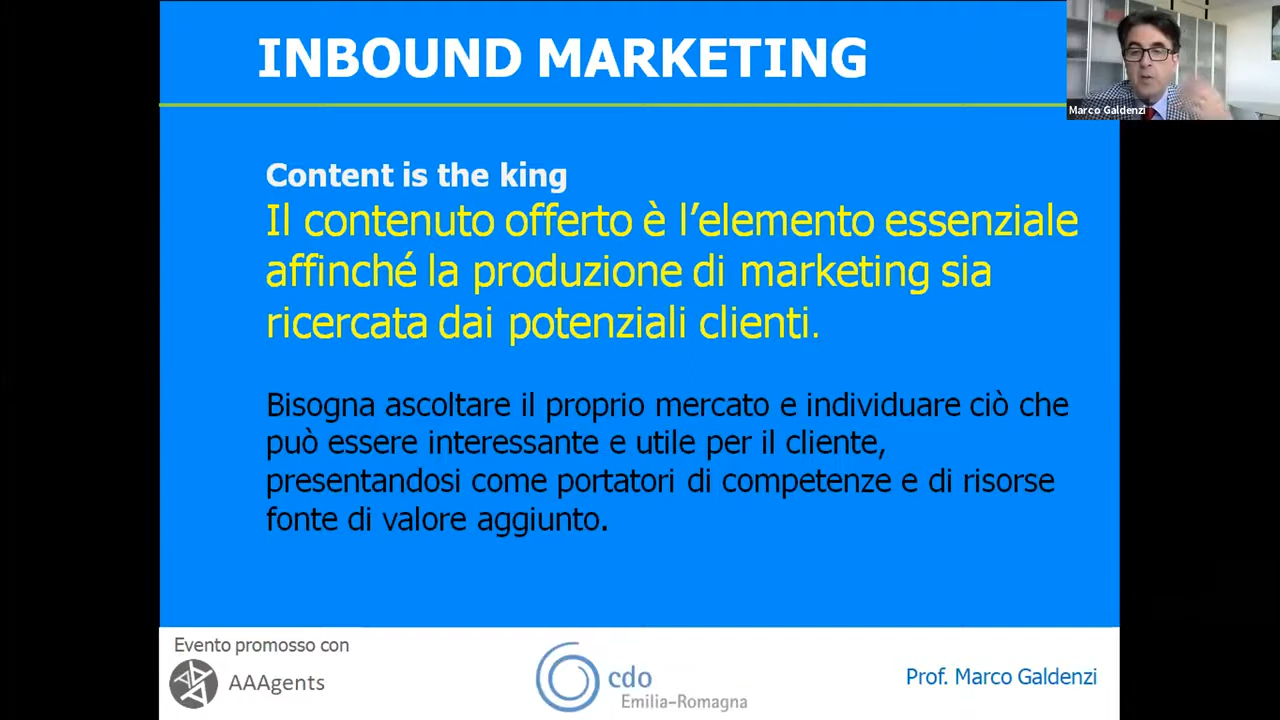 INBOUND MARKETING
Marco Galdenzi
Content is the king
Il contenuto offerto è l’elemento essenziale
affinché la produzione di marketing sia
ricercata dai potenziali clienti.
Bisogna ascoltare il proprio mercato e individuare ciò che
può essere interessante e utile per il cliente,
presentandosi come portatori di competenze e di risorse
fonte di valore aggiunto.
Evento promosso con
AAAgents
cdo
Emilia-Romagna
Prof. Marco Galdenzi